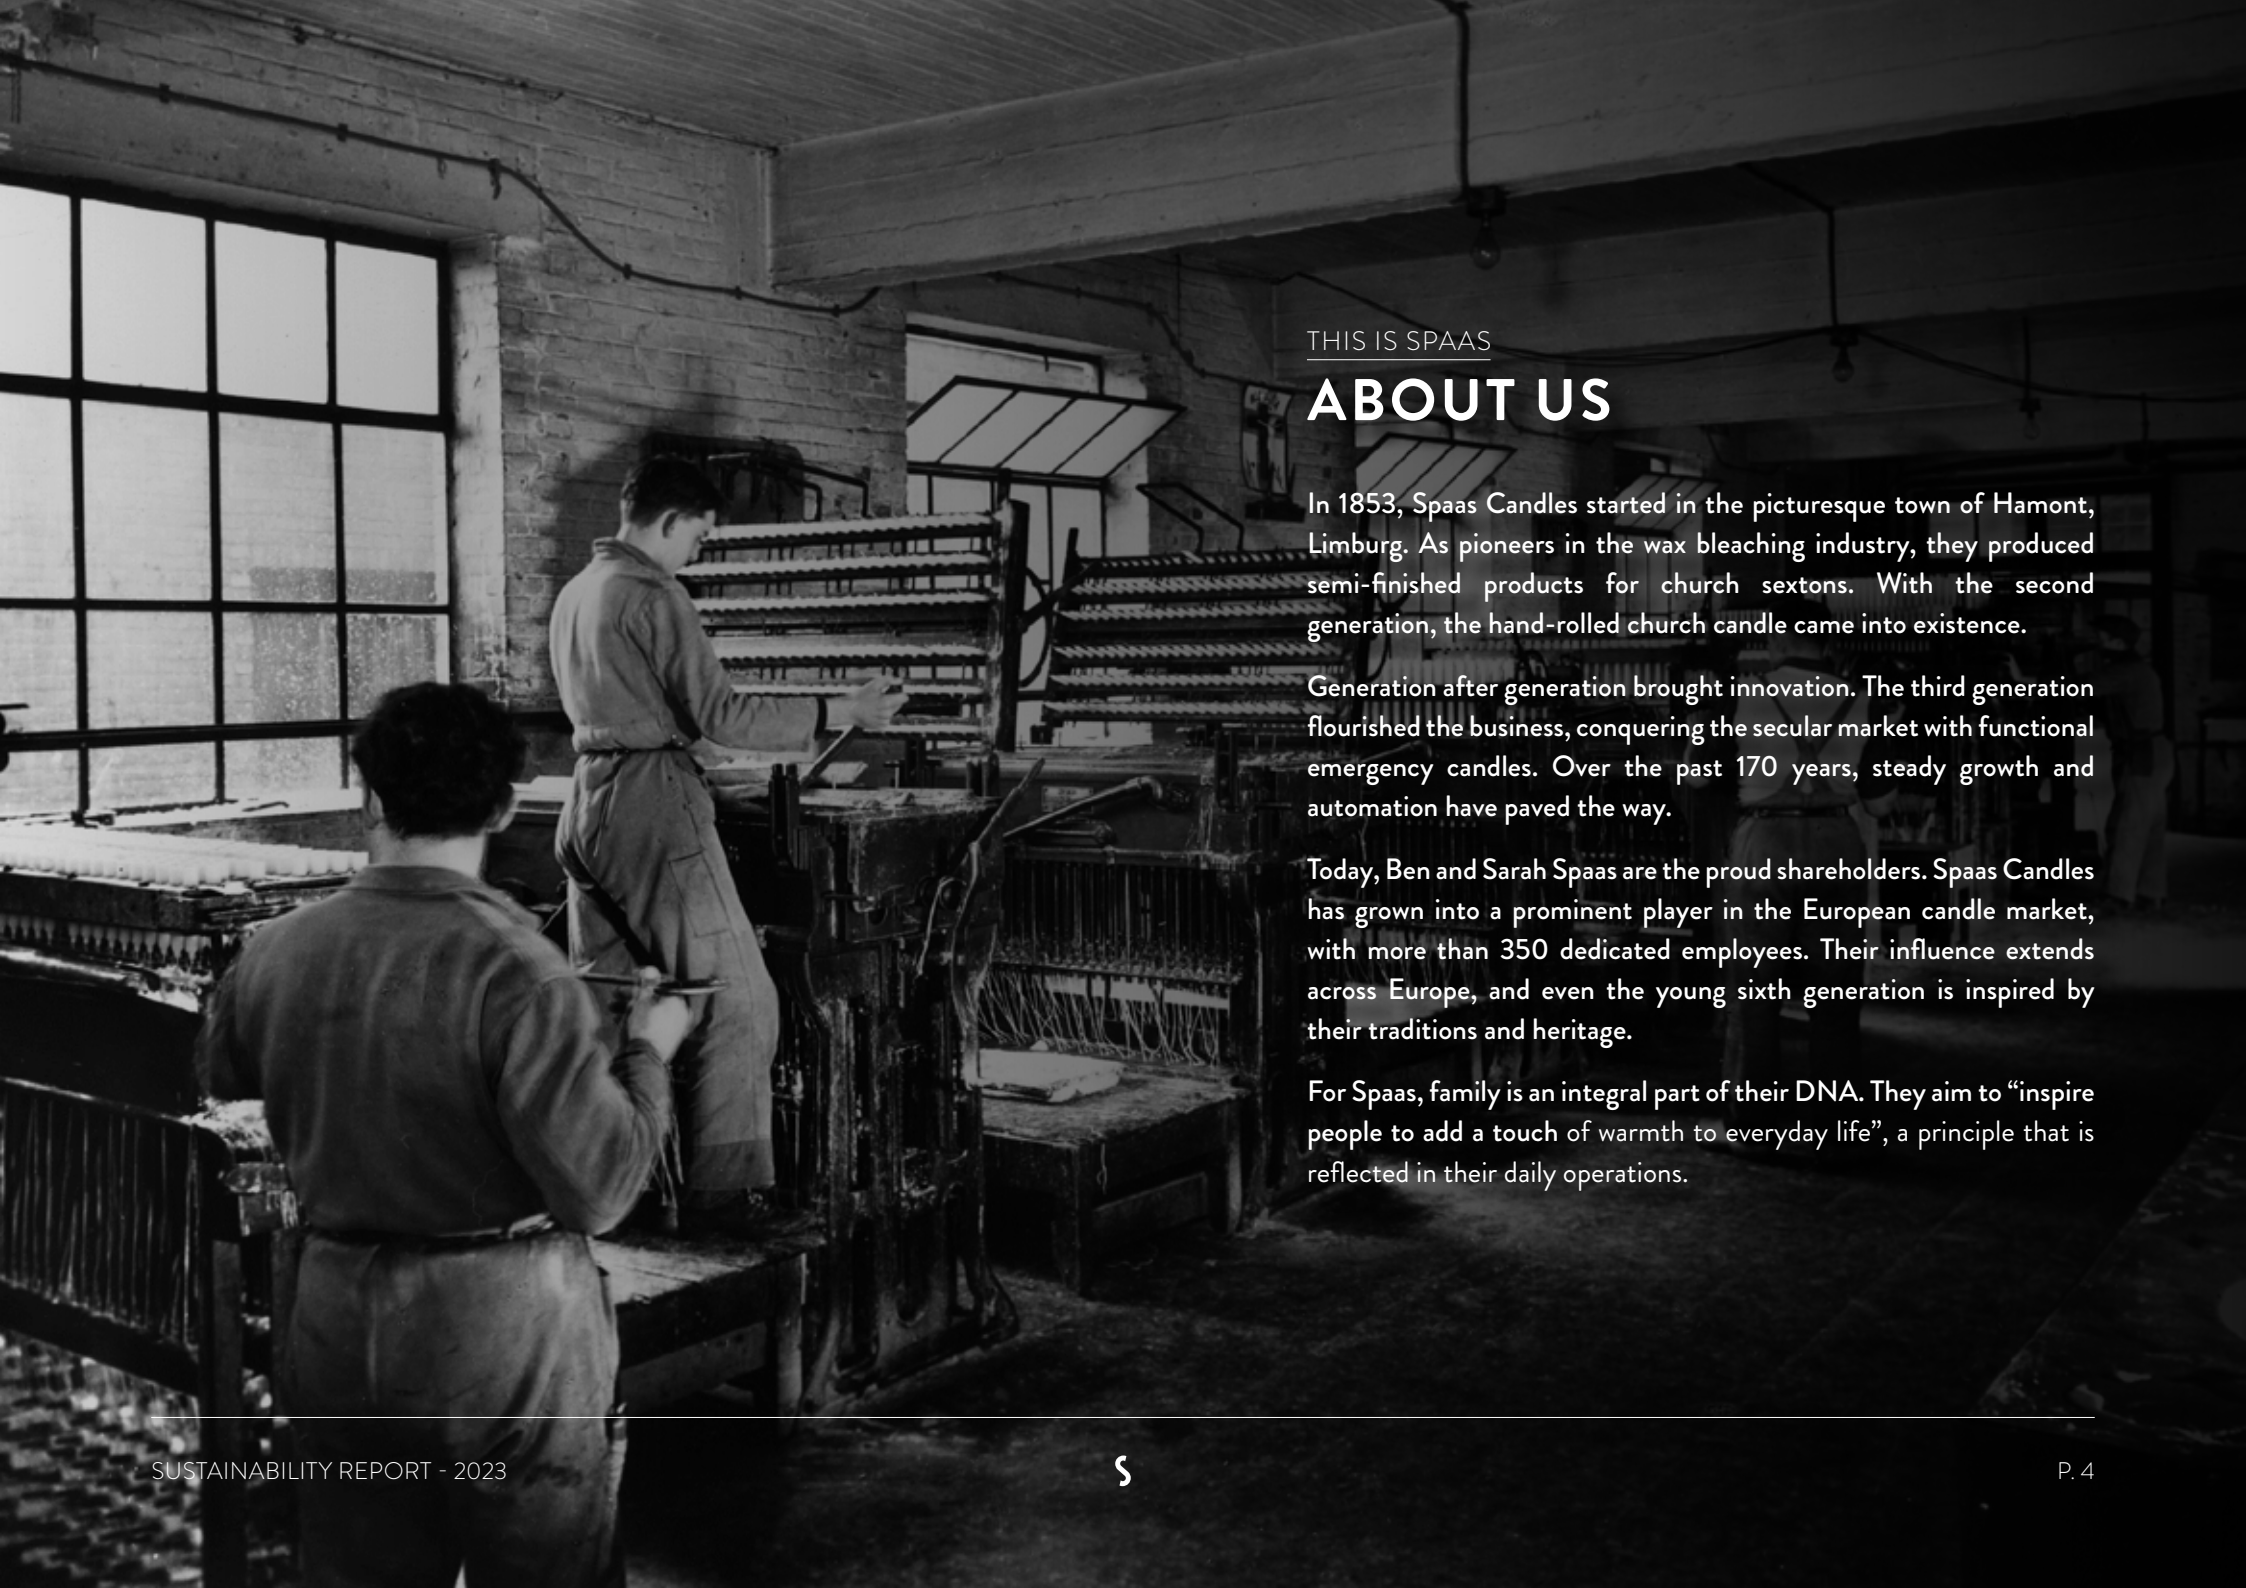 THIS IS SPAAS
ABOUT US
In 1853, Spaas Candles started in the picturesque town of Hamont,
Limburg. As pioneers in the wax bleaching industry, they produced
semi-finished products for church sextons. With the second
generation, the hand-rolled church candle came into existence.
Generation after generation brought innovation. The third generation
flourished the business, conquering the secular market with functional
emergency candles. Over the past 170 years, steady growth and
automation have paved the way.
Today, Ben and Sarah Spaas are the proud shareholders. Spaas Candles
has grown into a prominent player in the European candle market,
with more than 350 dedicated employees. Their influence extends
across Europe, and even the young sixth generation is inspired by
their traditions and heritage.
For Spaas, family is an integral part of their DNA. They aim to “inspire
people to add a touch of warmth to everyday life”, a principle that is
reflected in their daily operations.
SUSTAINABILITY REPORT - 2023
S
P. 4